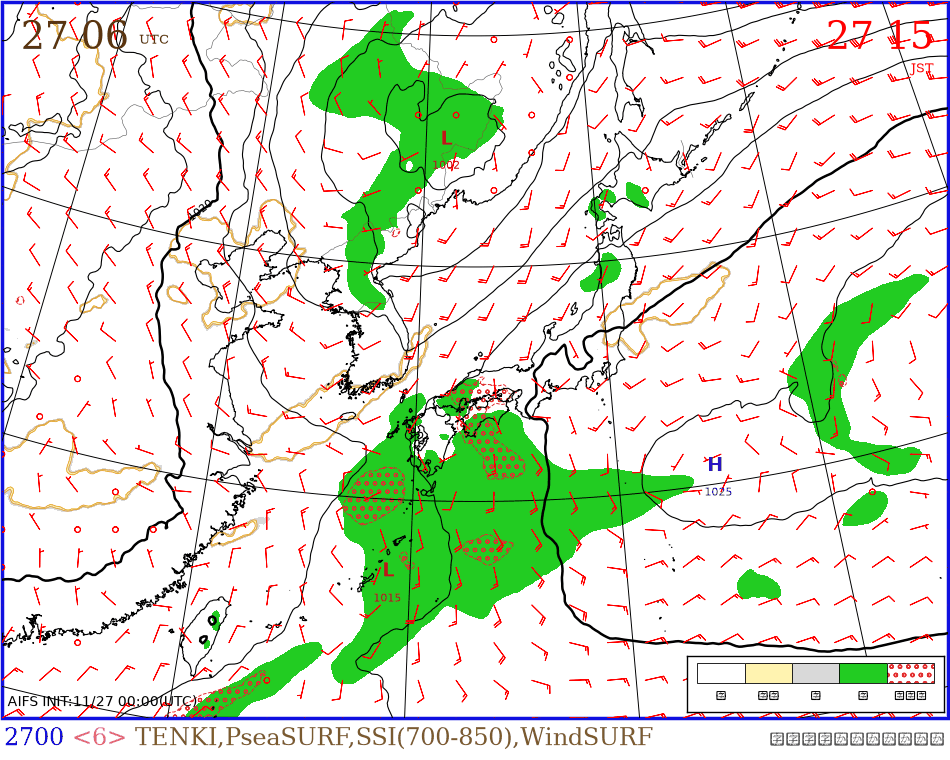 27 06 UTC
27 15
JST
L
1002
1020
H
1025
L
1015
AIFS INIT:11/27 00:00(UTC)
2700 <6> TENKI,PseaSURF,SSI(700-850),WindSURF